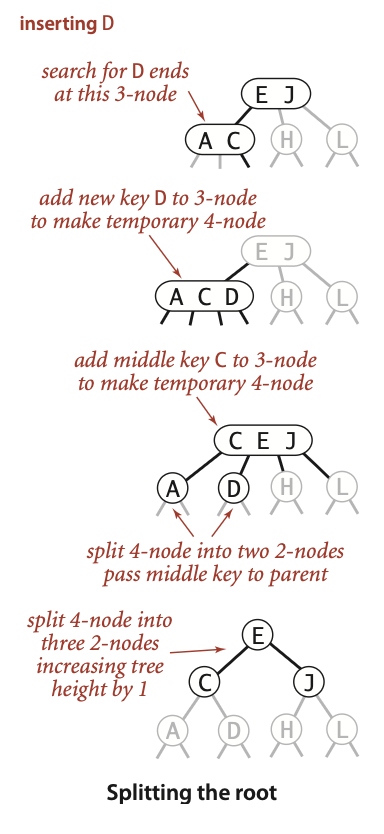 inserting D
search for D ends
at this 3-node
E J
A C
H
L
add new key D to 3-node
to make temporary 4-node
E J
A C D
H
L
add middle key C to 3-node
to make temporary 4-node
C E J
A
D
H
L
split 4-node into two 2-nodes
pass middle key to parent
split 4-node into
three 2-nodes
increasing tree
height by 1
E
C
J
A
D
H
L
Splitting the root